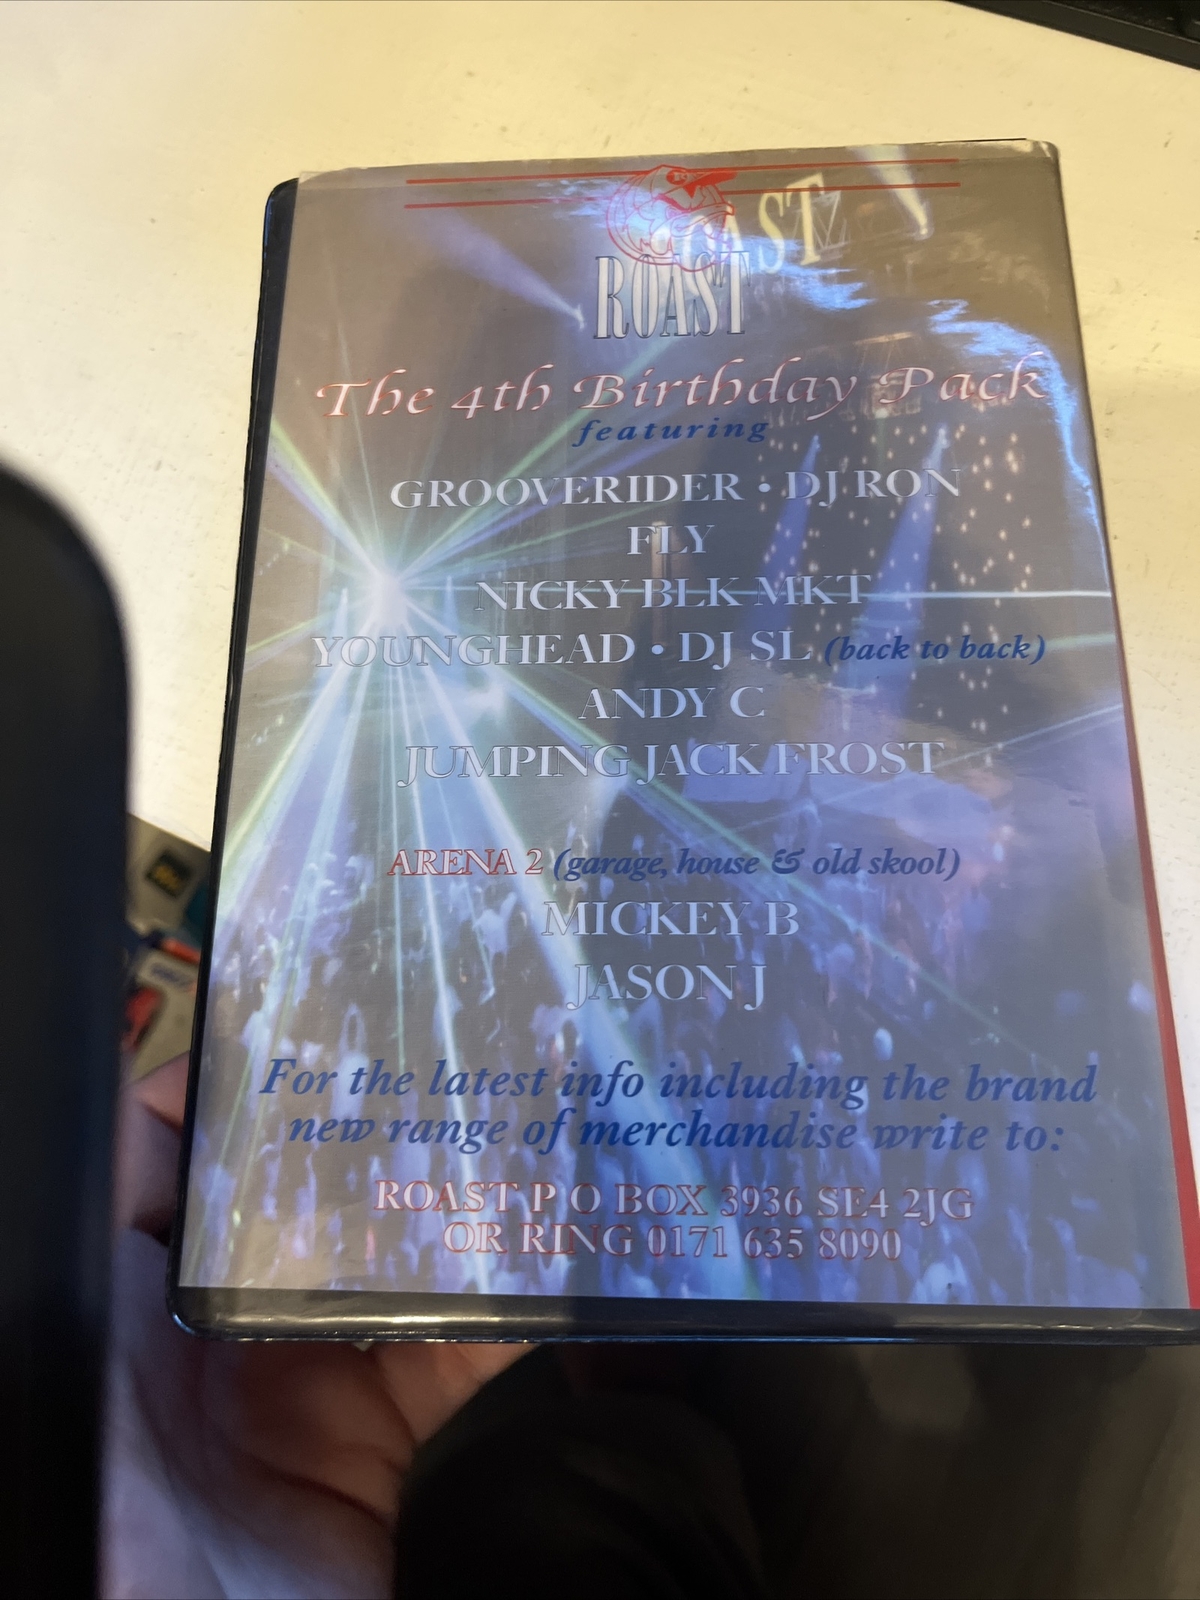 ROAST
ROAST
The 4th Birthday Pack
featuring
GROOVERIDER • DJ RON
FLY
NICKY BLK MKT
YOUNGHEAD • DJ SL (back to back)
ANDY C
JUMPING JACK FROST
ARENA 2 (garage, house & old skool)
MICKEY B
JASON J
For the latest info including the brand
new range of merchandise write to:
ROAST P O BOX 3936 SE4 2JG
OR RING 0171 635 8090